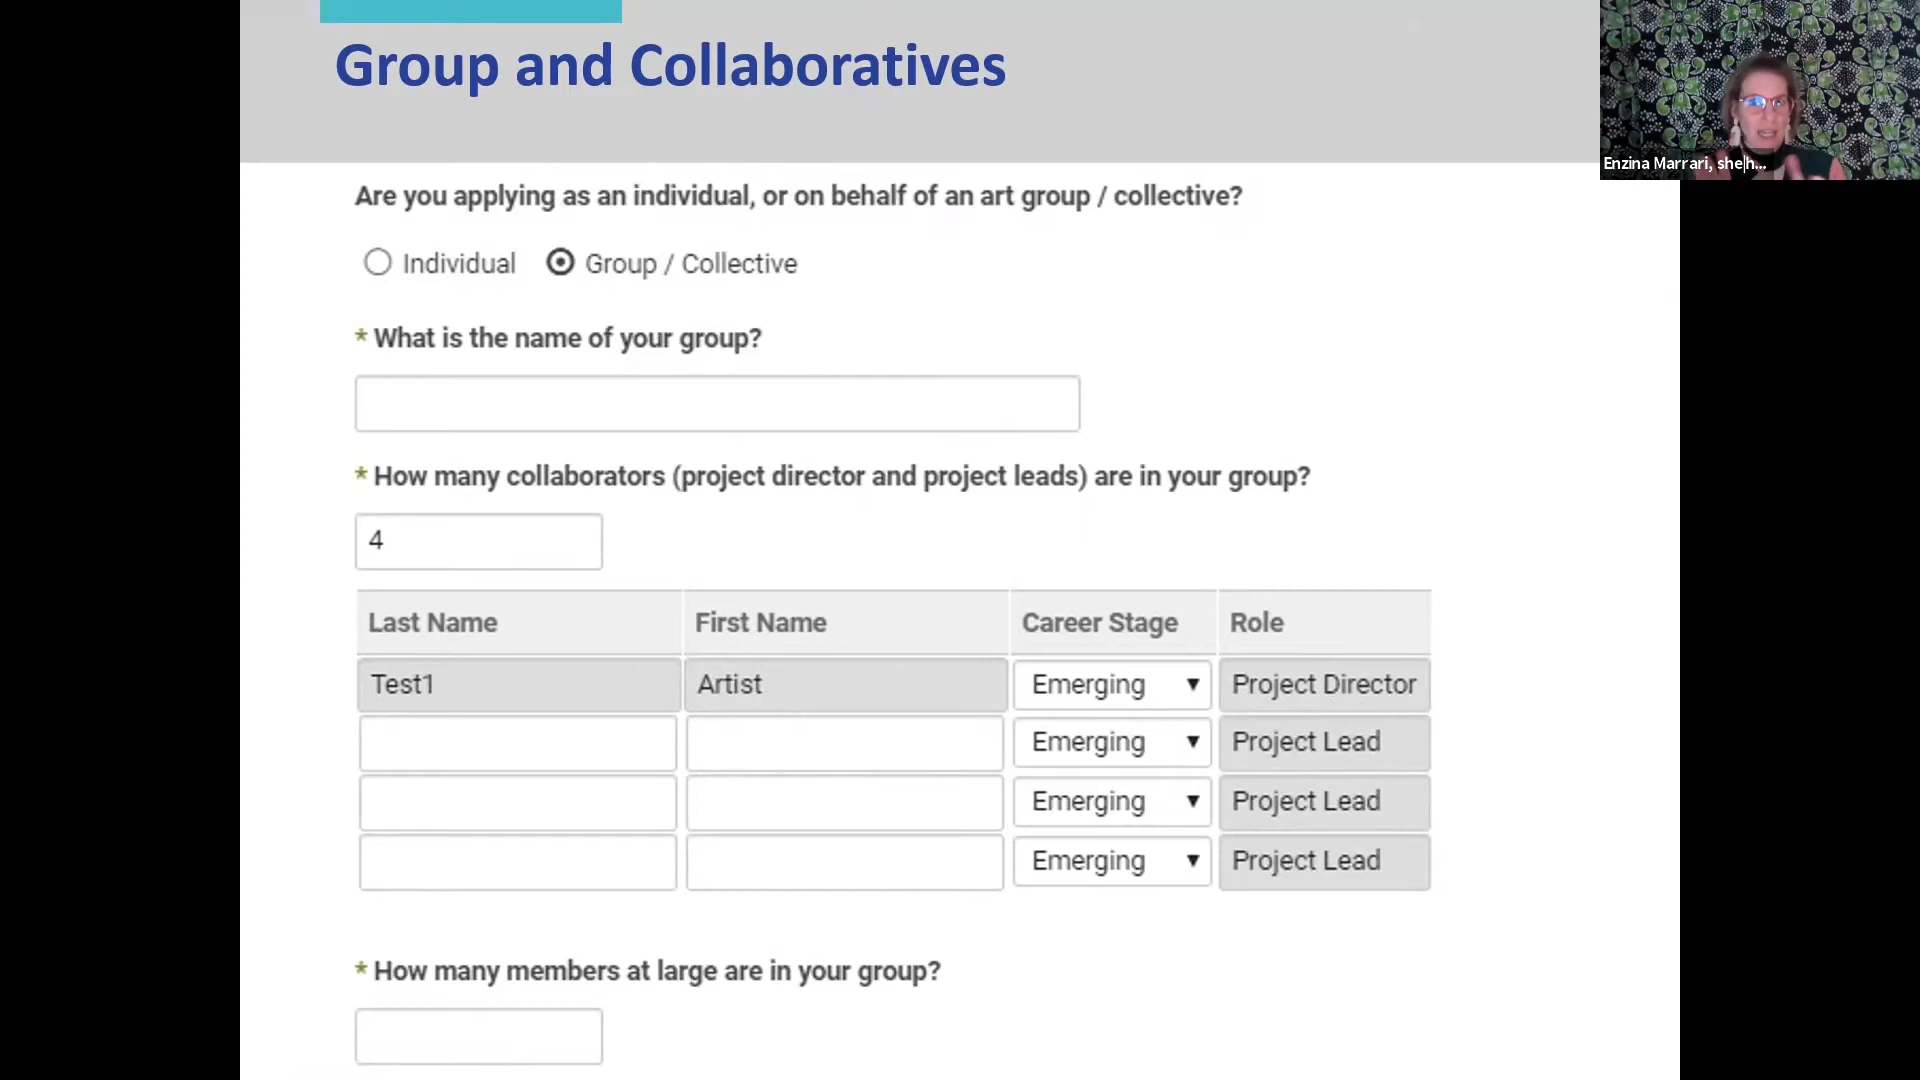 Group and Collaboratives
Enzina Marrari, she|h...
Are you applying as an individual, or on behalf of an art group / collective?
Individual Group / Collective
* What is the name of your group?
* How many collaborators (project director and project leads) are in your group?
4
Last Name First Name Career Stage Role
Test1 Artist Emerging ▼ Project Director
Emerging ▼ Project Lead
Emerging ▼ Project Lead
Emerging ▼ Project Lead
* How many members at large are in your group?